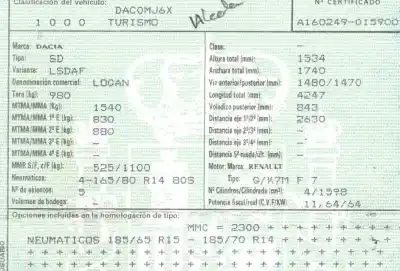 Clasificación del vehículo:
DACOMJ6X
Nº CERTIFICADO
1000 TURISMO
A160249-015900
Marca: DACIA
Clase: -
Tipo: SD
Altura total (mm): 1534
Variante: LSDAF
Anchura total (mm): 1740
Denominación comercial: LOGAN
Vía anterior/posterior (mm): 1480/1470
Tara (kg): 980
Longitud total (mm): 4247
MTMA/MMA (kg): 1540
Voladizo posterior (mm): 843
MTMA/MMA 1º E (kg): 830
Distancia eje 1º/2º (mm): 2630
MTMA/MMA 2º E (kg): 880
Distancia eje 2º/3º (mm): -
MTMA/MMA 3º E (kg): -
Distancia eje 3º/4º (mm): -
MTMA/MMA 4º E (kg): -
Distancia 5ª rueda/últ. (mm): -
MMR S/F, c/F (kg): 525/1100
Motor: Marca: RENAULT
Neumáticos: 4-165/80 R14 80S
Tipo: G/K7M F 7
Nº de asientos: 5
Nº Cilindros/Cilindrada (cm³): 4/1598
Volumen de bodega: -
Potencia fiscal/real (C.V.F/KW): 11,64/64
Opciones incluidas en la homologación de tipo:
MMC = 2300 + + + + + + +
NEUMATICOS 185/65 R15 - 185/70 R14 + + + +